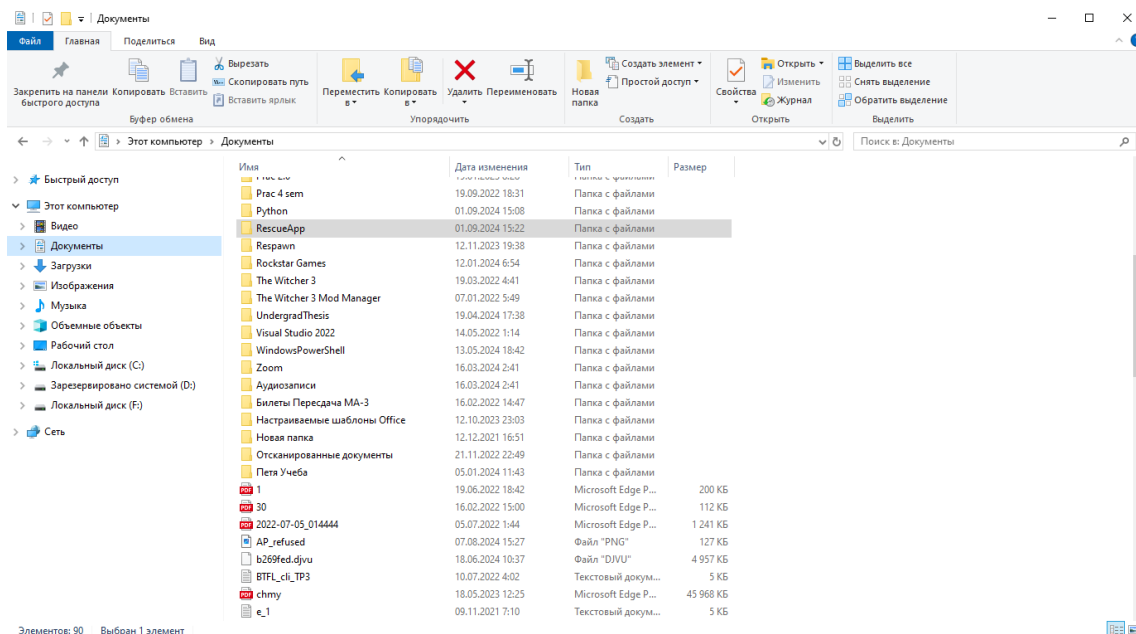 Документы
Файл Главная Поделиться Вид
Закрепить на панели быстрого доступа
Копировать
Вставить
Вырезать
Скопировать путь
Вставить ярлык
Буфер обмена
Переместить в
Копировать в
Удалить
Переименовать
Упорядочить
Новая папка
Создать элемент
Простой доступ
Создать
Свойства
Открыть
Изменить
Журнал
Открыть
Выделить все
Снять выделение
Обратить выделение
Выделить
Этот компьютер > Документы
Поиск в: Документы
Быстрый доступ
Этот компьютер
Видео
Документы
Загрузки
Изображения
Музыка
Объемные объекты
Рабочий стол
Локальный диск (C:)
Зарезервировано системой (D:)
Локальный диск (F:)
Сеть
Имя Дата изменения Тип Размер
Prac 4 sem 19.09.2022 18:31 Папка с файлами
Python 01.09.2024 15:08 Папка с файлами
RescueApp 01.09.2024 15:22 Папка с файлами
Respawn 12.11.2023 19:38 Папка с файлами
Rockstar Games 12.01.2024 6:54 Папка с файлами
The Witcher 3 19.03.2022 4:41 Папка с файлами
The Witcher 3 Mod Manager 07.01.2022 5:49 Папка с файлами
UndergradThesis 19.04.2024 17:38 Папка с файлами
Visual Studio 2022 14.05.2022 1:14 Папка с файлами
WindowsPowerShell 13.05.2024 18:42 Папка с файлами
Zoom 16.03.2024 2:41 Папка с файлами
Аудиозаписи 16.03.2024 2:41 Папка с файлами
Билеты Пересдача МА-3 16.02.2022 14:47 Папка с файлами
Настраиваемые шаблоны Office 12.10.2023 23:03 Папка с файлами
Новая папка 12.12.2021 16:51 Папка с файлами
Отсканированные документы 21.11.2022 22:49 Папка с файлами
Петя Учеба 05.01.2024 11:43 Папка с файлами
1 19.06.2022 18:42 Microsoft Edge P... 200 КБ
30 16.02.2022 15:00 Microsoft Edge P... 112 КБ
2022-07-05_014444 05.07.2022 1:44 Microsoft Edge P... 1 241 КБ
AP_refused 07.08.2024 15:27 Файл "PNG" 127 КБ
b269fed.djvu 18.06.2024 10:37 Файл "DJVU" 4 957 КБ
BTFL_cli_TP3 10.07.2022 4:02 Текстовый докум... 5 КБ
chmy 18.05.2023 12:25 Microsoft Edge P... 45 968 КБ
e_1 09.11.2021 7:10 Текстовый докум... 5 КБ
Элементов: 90 Выбран 1 элемент